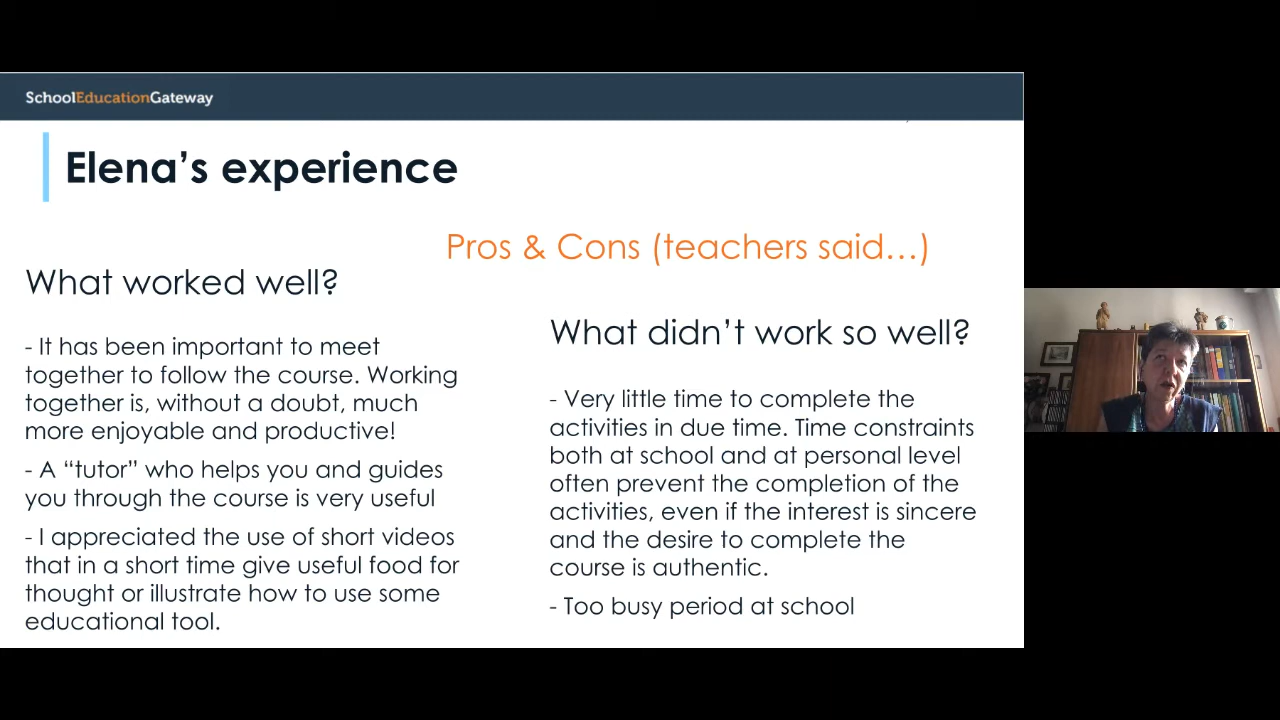 SchoolEducationGateway
Elena’s experience
Pros & Cons (teachers said…)
What worked well?
- It has been important to meet
together to follow the course. Working
together is, without a doubt, much
more enjoyable and productive!
- A “tutor” who helps you and guides
you through the course is very useful
- I appreciated the use of short videos
that in a short time give useful food for
thought or illustrate how to use some
educational tool.
What didn’t work so well?
- Very little time to complete the
activities in due time. Time constraints
both at school and at personal level
often prevent the completion of the
activities, even if the interest is sincere
and the desire to complete the
course is authentic.
- Too busy period at school